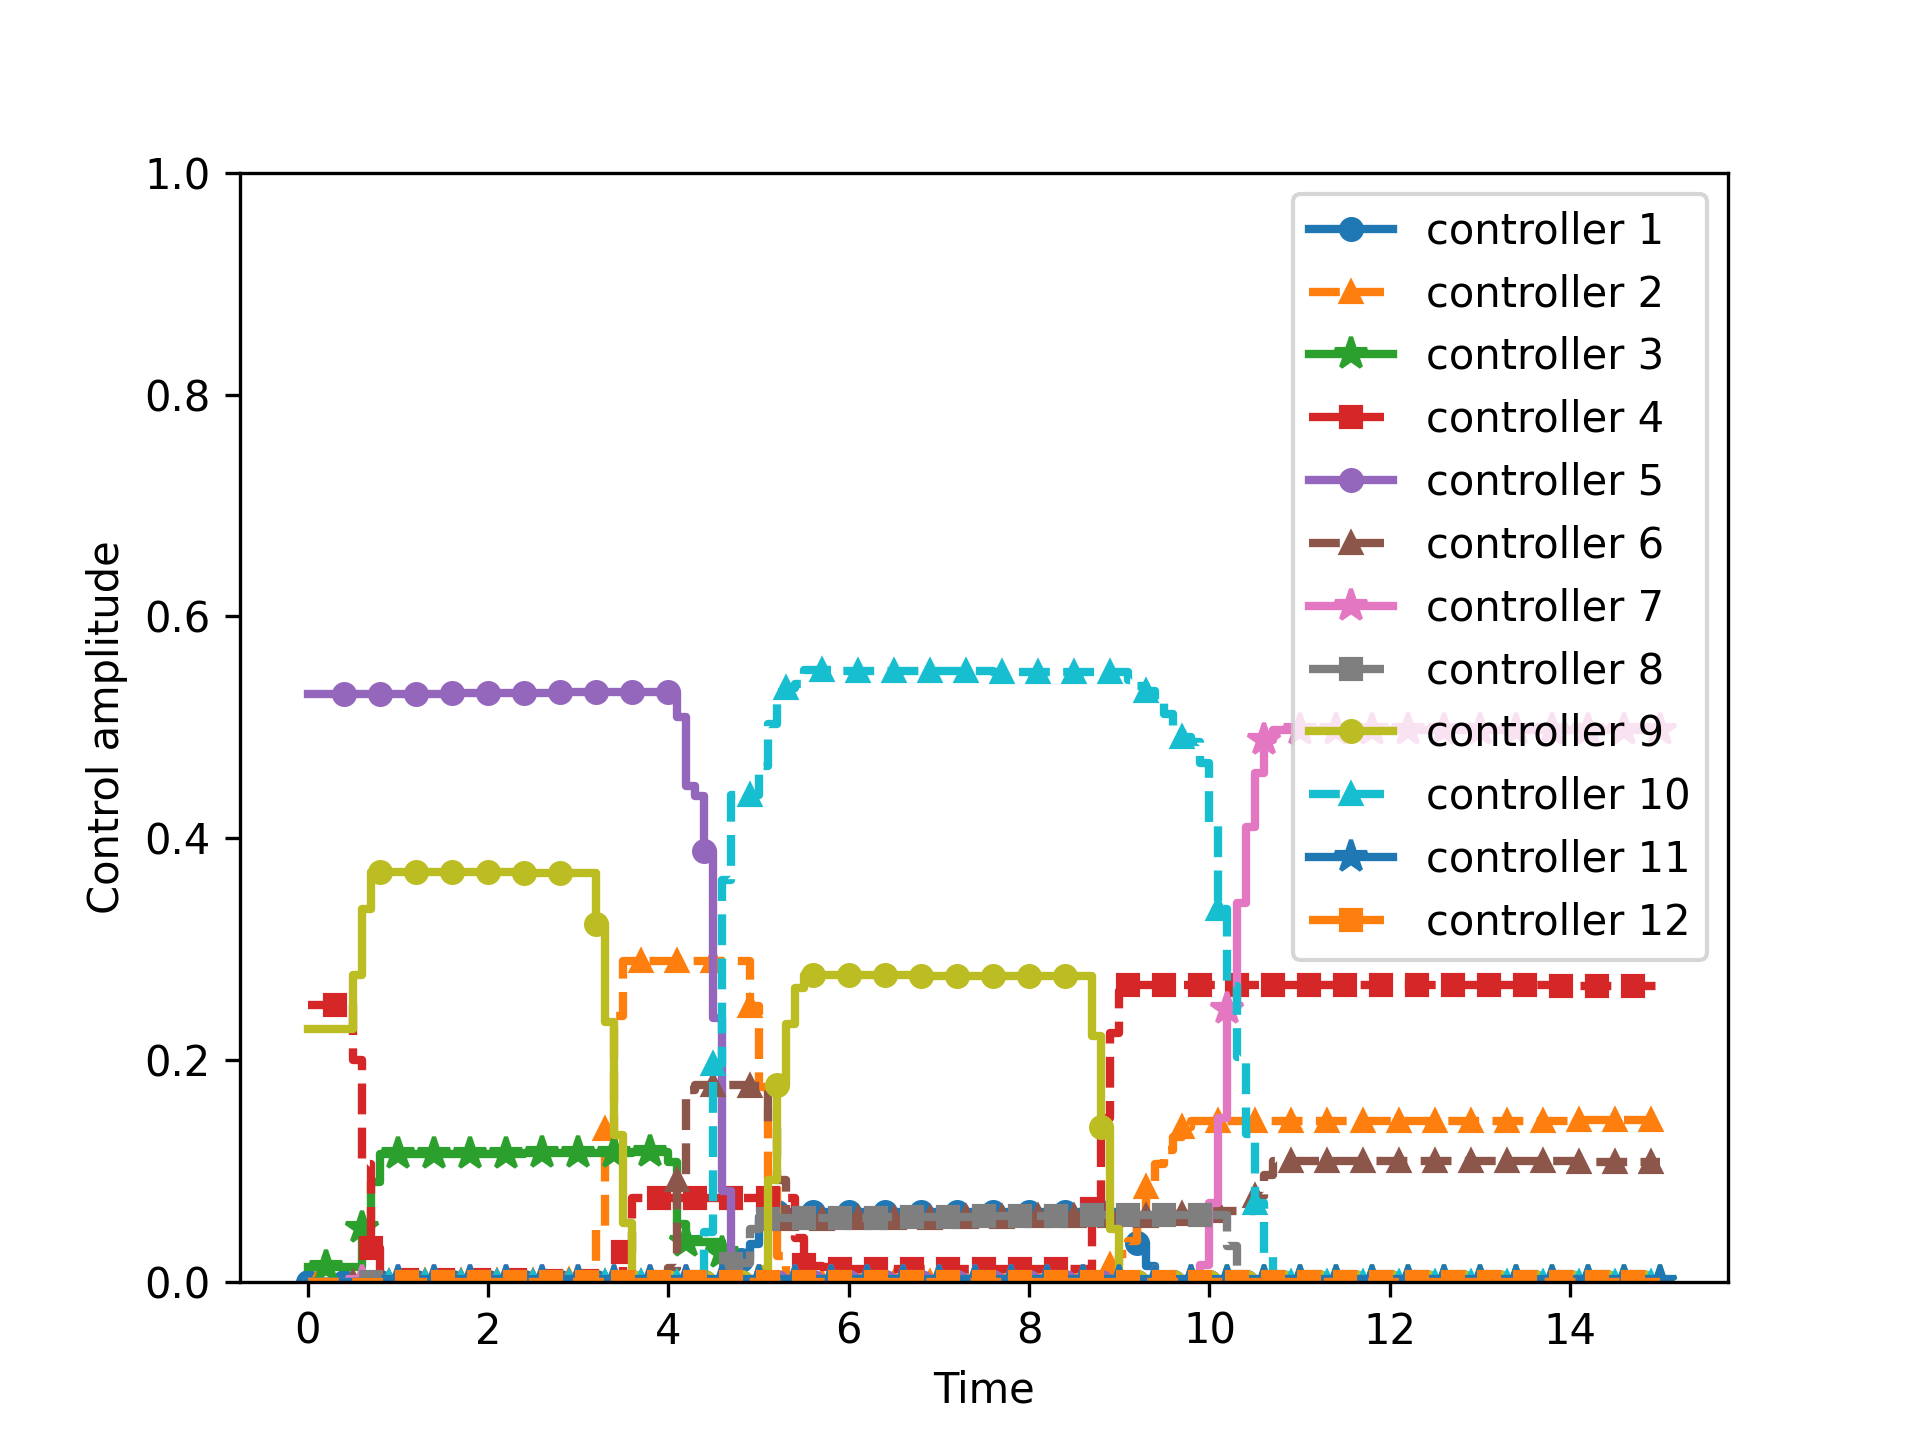 1.0
0.8
0.6
0.4
0.2
0.0
Control amplitude
0 2 4 6 8 10 12 14
Time
controller 1
controller 2
controller 3
controller 4
controller 5
controller 6
controller 7
controller 8
controller 9
controller 10
controller 11
controller 12